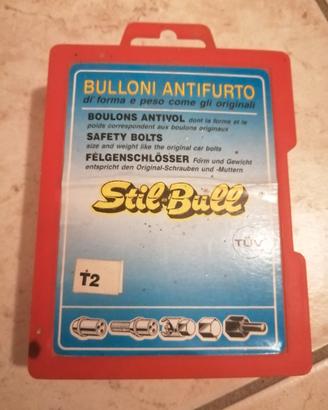 BULLONI ANTIFURTO
di forma e peso come gli originali
BOULONS ANTIVOL dont la forme et le
poids correspondent aux boulons originaux
SAFETY BOLTS
size and weight like the original car bolts
FÉLGENSCHLÖSSER Form und Gewicht
entspricht den Original-Schrauben und -Muttern
Stil-Bull
TÜV
T2